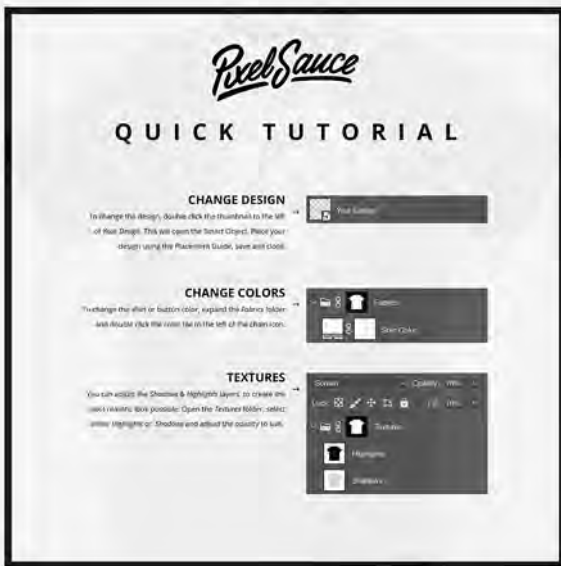 PixelSauce
QUICK TUTORIAL
CHANGE DESIGN
To change the design, double click the thumbnail to the left
of Your Design. This will open the Smart Object. Place your
design using the Placement Guide, save and close.
Your Design
CHANGE COLORS
To change the shirt or button color, expand the Fabrics folder
and double click the color tile to the left of the chain icon.
Fabrics
Shirt Color
TEXTURES
You can adjust the Shadows & Highlights layers, to create the
most realistic look possible. Open the Textures folder, select
either Highlights or Shadows and adjust the opacity to suit.
Screen Opacity:
Lock: Fill:
Textures
Highlights
Shadows